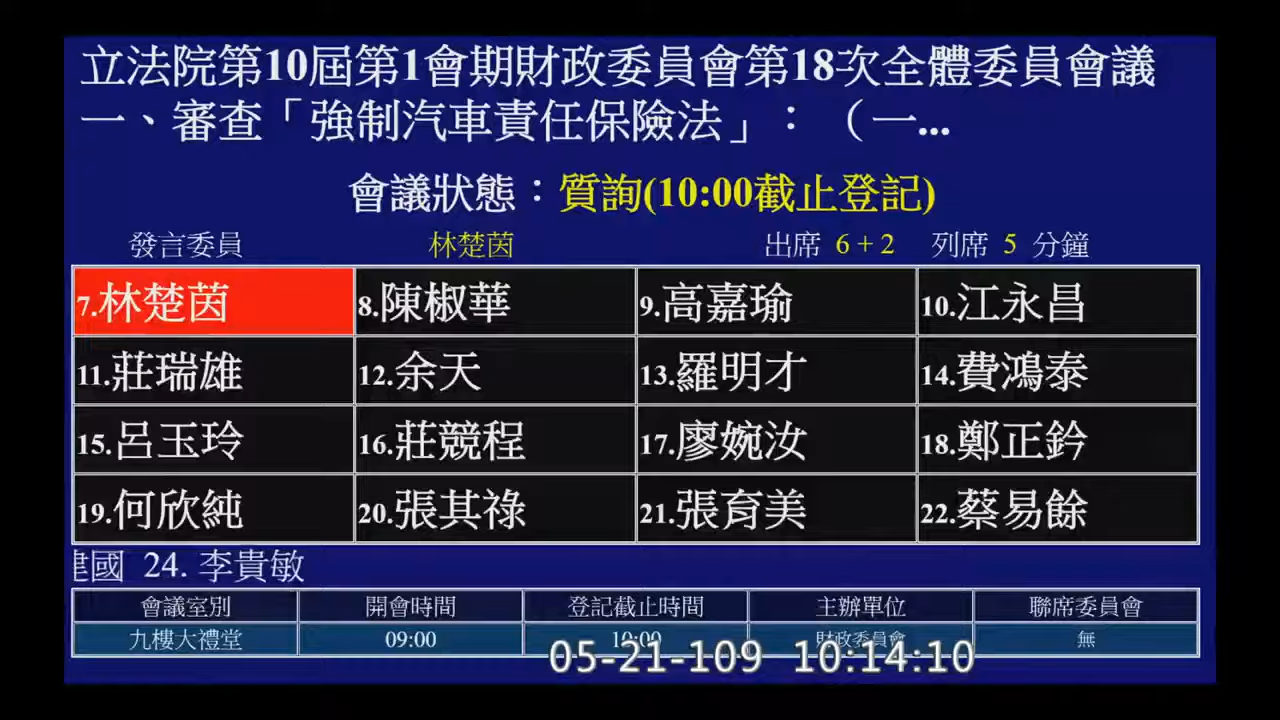 立法院第10屆第1會期財政委員會第18次全體委員會議
一、審查「強制汽車責任保險法」：（一...
會議狀態：質詢(10:00截止登記)
發言委員 林楚茵 出席 6 + 2 列席 5 分鐘
7.林楚茵 8.陳椒華 9.高嘉瑜 10.江永昌
11.莊瑞雄 12.余天 13.羅明才 14.費鴻泰
15.呂玉玲 16.莊競程 17.廖婉汝 18.鄭正鈐
19.何欣純 20.張其祿 21.張育美 22.蔡易餘
建國 24. 李貴敏
會議室別 開會時間 登記截止時間 主辦單位 聯席委員會
九樓大禮堂 09:00 10:00 財政委員會 無
05-21-109 10:14:10